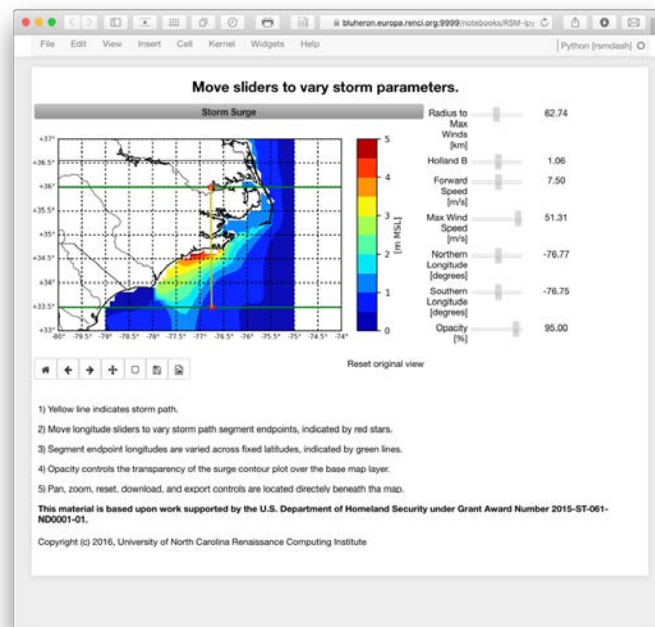 bluheron.europa.renci.org:9999/notebooks/RSM-ipy
File Edit View Insert Cell Kernel Widgets Help
Python [rsmdash]
Move sliders to vary storm parameters.
Storm Surge
+37°
+36.5°
+36°
+35.5°
+35°
+34.5°
+34°
+33.5°
+33°
-80° -79.5° -79° -78.5° -78° -77.5° -77° -76.5° -76° -75.5° -75° -74.5° -74°
5
4
3
2
1
0
[m MSL]
Radius to Max Winds [km] 62.74
Holland B 1.06
Forward Speed [m/s] 7.50
Max Wind Speed [m/s] 51.31
Northern Longitude [degrees] -76.77
Southern Longitude [degrees] -76.75
Opacity [%] 95.00
Reset original view
1) Yellow line indicates storm path.
2) Move longitude sliders to vary storm path segment endpoints, indicated by red stars.
3) Segment endpoint longitudes are varied across fixed latitudes, indicated by green lines.
4) Opacity controls the transparency of the surge contour plot over the base map layer.
5) Pan, zoom, reset, download, and export controls are located directely beneath tha map.
This material is based upon work supported by the U.S. Department of Homeland Security under Grant Award Number 2015-ST-061-
ND0001-01.
Copyright (c) 2016, University of North Carolina Renaissance Computing Institute